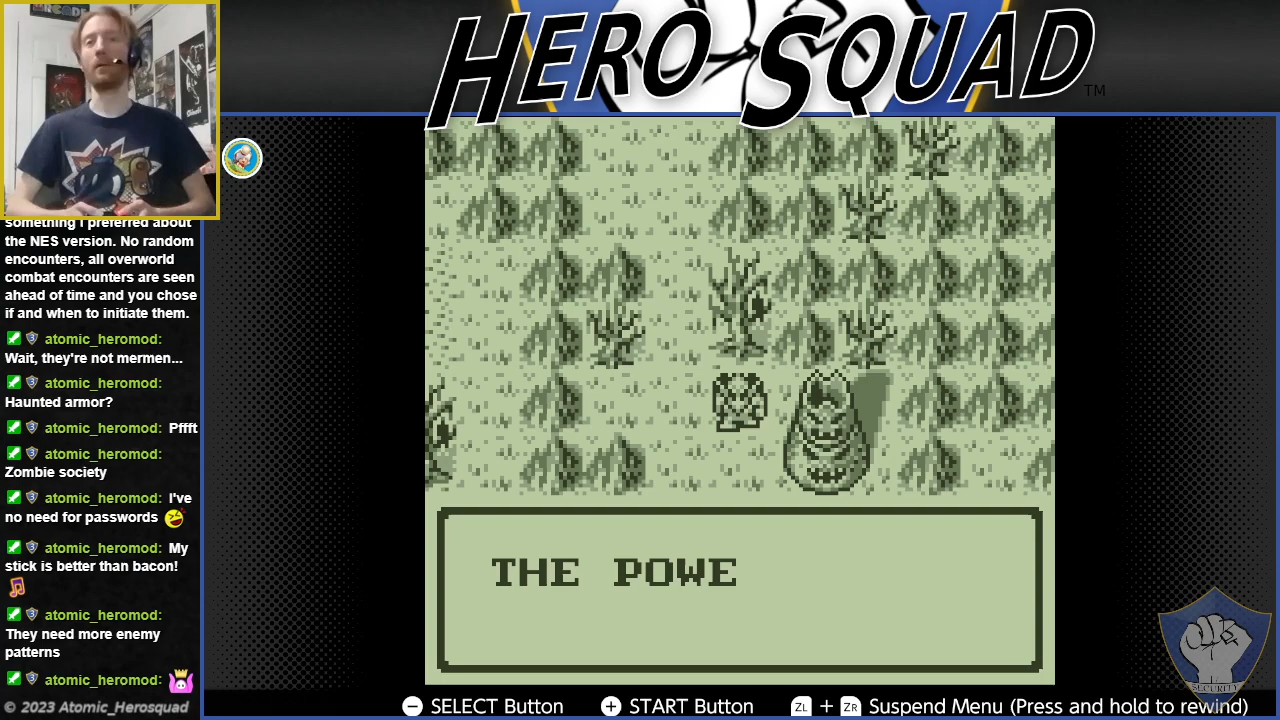 HERO SQUAD
TM
something I preferred about
the NES version. No random
encounters, all overworld
combat encounters are seen
ahead of time and you chose
if and when to initiate them.
atomic_heromod:
Wait, they're not mermen...
atomic_heromod:
Haunted armor?
atomic_heromod: Pffft
atomic_heromod:
Zombie society
atomic_heromod: I've
no need for passwords
atomic_heromod: My
stick is better than bacon!
atomic_heromod:
They need more enemy
patterns
atomic_heromod:
© 2023 Atomic_Herosquad
THE POWE
SECURITY
SELECT Button
START Button
ZL + ZR Suspend Menu (Press and hold to rewind)